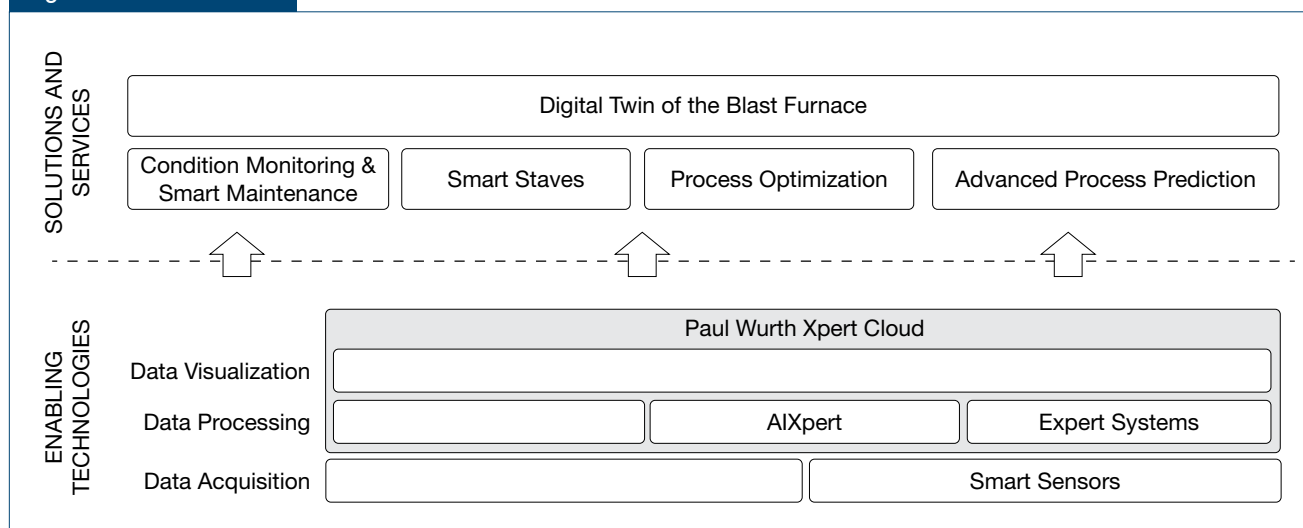 SOLUTIONS AND
SERVICES
Digital Twin of the Blast Furnace
Condition Monitoring &
Smart Maintenance
Smart Staves
Process Optimization
Advanced Process Prediction
ENABLING
TECHNOLOGIES
Paul Wurth Xpert Cloud
Data Visualization
Data Processing
AIXpert
Expert Systems
Data Acquisition
Smart Sensors